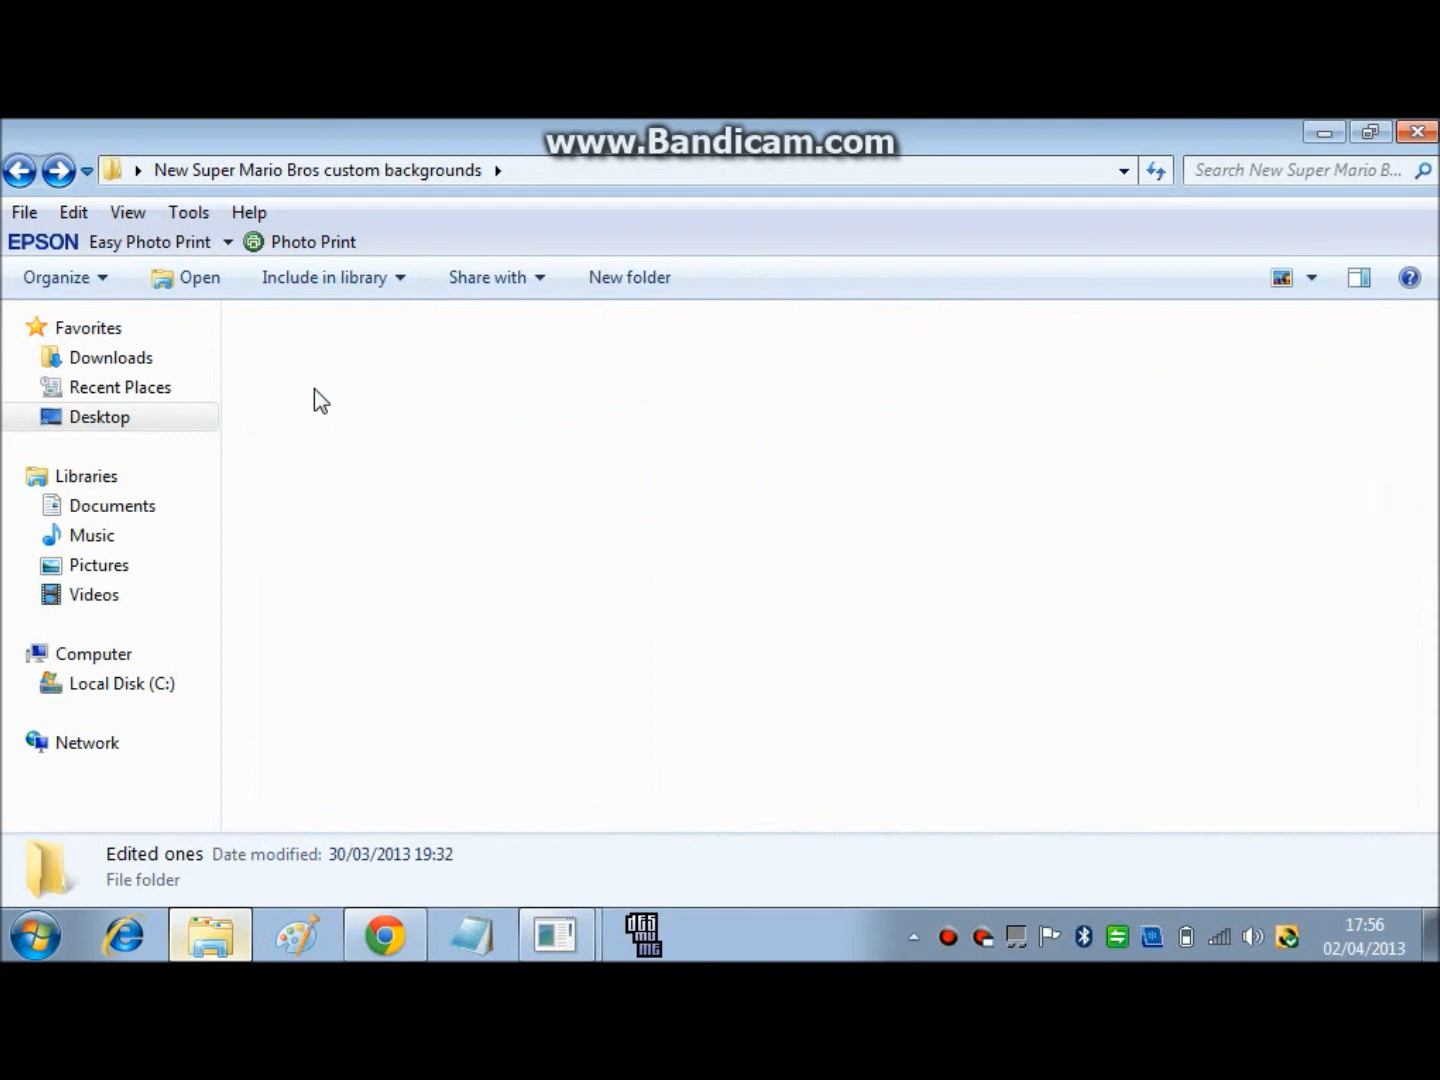 www.Bandicam.com
New Super Mario Bros custom backgrounds
Search New Super Mario B...
File Edit View Tools Help
EPSON Easy Photo Print Photo Print
Organize Open Include in library Share with New folder
Favorites
Downloads
Recent Places
Desktop
Libraries
Documents
Music
Pictures
Videos
Computer
Local Disk (C:)
Network
Edited ones Date modified: 30/03/2013 19:32
File folder
17:56
02/04/2013